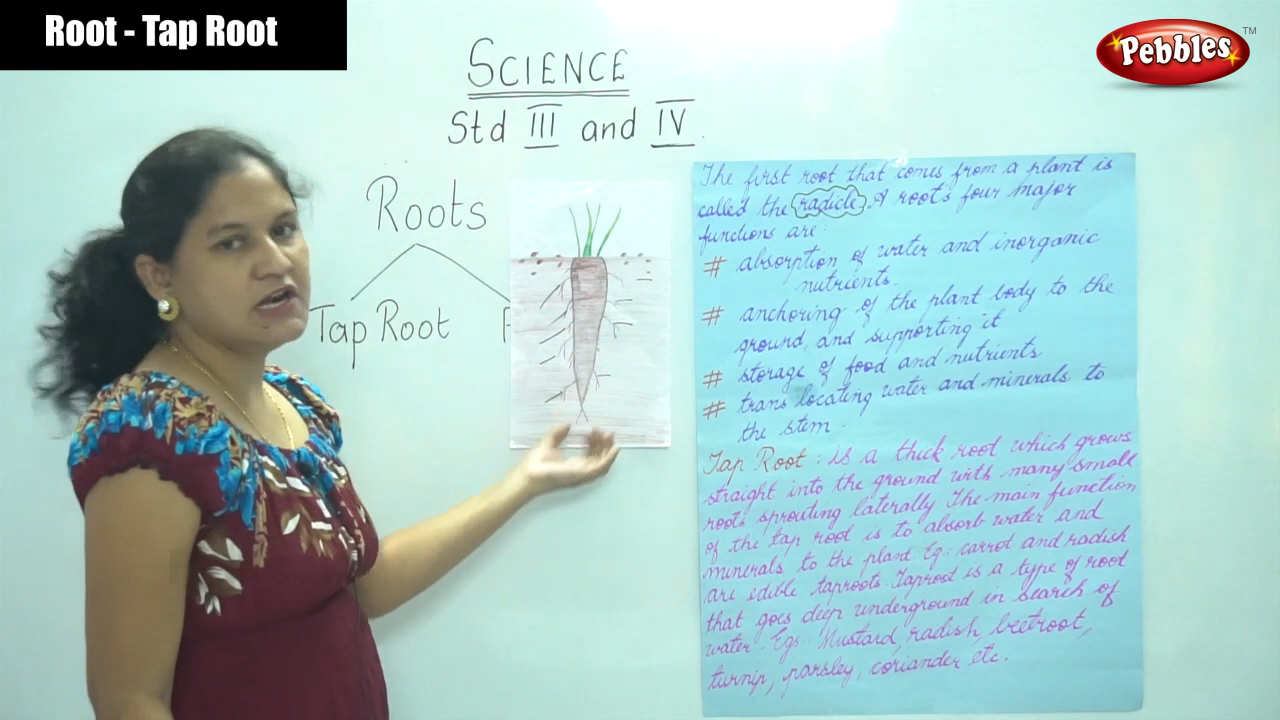 Root - Tap Root
Pebbles TM
SCIENCE
Std III and IV.
Roots
Tap Root
The first root that comes from a plant is
called the radicle. A roots four major
functions are:
# absorption of water and inorganic
nutrients.
# anchoring of the plant body to the
ground, and supporting it
# storage of food and nutrients
# trans locating water and minerals to
the stem.
Tap Root : is a thick root which grows
straight into the ground with many small
roots sprouting laterally. The main function
of the tap root is to absorb water and
minerals to the plant. Eg: carrot and radish
are edible taproots. Taproot is a type of root
that goes deep underground in search of
water. Egs: Mustard, radish, beetroot,
turnip, parsley, coriander etc.